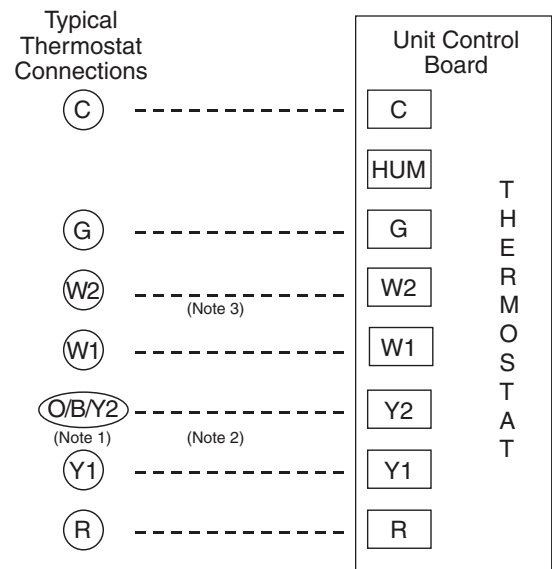 Typical
Thermostat
Connections
Unit Control
Board
C
C
HUM
G
G
W2
(Note 3)
W2
W1
W1
O/B/Y2
(Note 1)
(Note 2)
Y2
Y1
Y1
R
R
THERMOSTAT